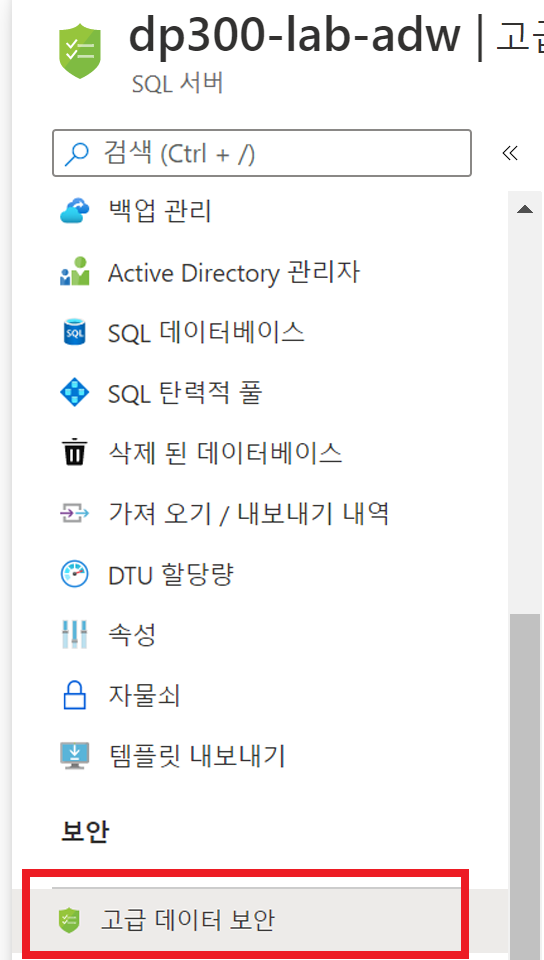 dp300-lab-adw | 고급
SQL 서버
검색 (Ctrl + /)
백업 관리
Active Directory 관리자
SQL 데이터베이스
SQL 탄력적 풀
삭제 된 데이터베이스
가져 오기 / 내보내기 내역
DTU 할당량
속성
자물쇠
템플릿 내보내기
보안
고급 데이터 보안